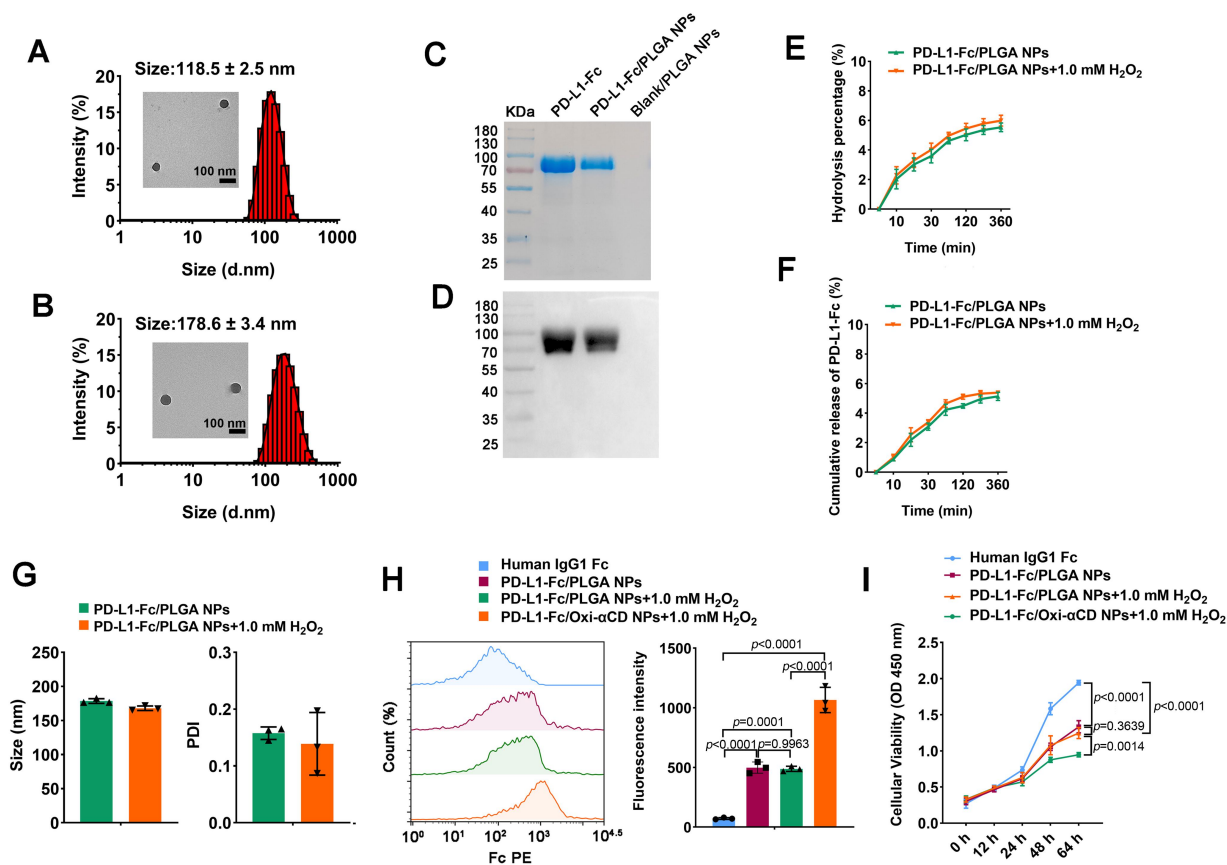 A
Size:118.5 ± 2.5 nm
Intensity (%)
20
15
10
5
0
100 nm
1
10
100
1000
Size (d.nm)
B
Size:178.6 ± 3.4 nm
Intensity (%)
20
15
10
5
0
100 nm
1
10
100
1000
Size (d.nm)
C
KDa
PD-L1-Fc
PD-L1-Fc/PLGA NPs
Blank/PLGA NPs
180
130
100
70
55
40
35
25
D
180
130
100
70
55
40
35
25
E
PD-L1-Fc/PLGA NPs
PD-L1-Fc/PLGA NPs+1.0 mM H₂O₂
Hydrolysis percentage (%)
10
8
6
4
2
0
10
30
120
360
Time (min)
F
PD-L1-Fc/PLGA NPs
PD-L1-Fc/PLGA NPs+1.0 mM H₂O₂
Cumulative release of PD-L1-Fc (%)
10
8
6
4
2
0
10
30
120
360
Time (min)
G
PD-L1-Fc/PLGA NPs
PD-L1-Fc/PLGA NPs+1.0 mM H₂O₂
Size (nm)
250
200
150
100
50
0
PDI
0.3
0.2
0.1
0.0
H
Human IgG1 Fc
PD-L1-Fc/PLGA NPs
PD-L1-Fc/PLGA NPs+1.0 mM H₂O₂
PD-L1-Fc/Oxi-αCD NPs+1.0 mM H₂O₂
Count (%)
10⁰
10¹
10²
10³
10⁴·⁵
Fc PE
Fluorescence intensity
1500
1000
500
0
p<0.0001
p<0.0001
p=0.0001
p<0.0001
p=0.9963
I
Human IgG1 Fc
PD-L1-Fc/PLGA NPs
PD-L1-Fc/PLGA NPs+1.0 mM H₂O₂
PD-L1-Fc/Oxi-αCD NPs+1.0 mM H₂O₂
Cellular Viability (OD 450 nm)
2.5
2.0
1.5
1.0
0.5
0.0
0 h
12 h
24 h
48 h
64 h
p<0.0001
p<0.0001
p=0.3639
p=0.0014